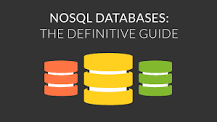 NOSQL DATABASES:
THE DEFINITIVE GUIDE